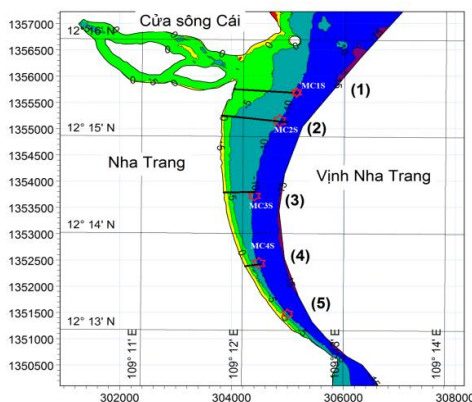 1357000
1356500
1356000
1355500
1355000
1354500
1354000
1353500
1353000
1352500
1352000
1351500
1351000
1350500
Cửa sông Cái
12° 16' N
(1)
MC1S
(2)
MC2S
12° 15' N
Nha Trang
Vịnh Nha Trang
(3)
MC3S
12° 14' N
(4)
MC4S
(5)
12° 13' N
109° 11' E
109° 12' E
109° 14' E
302000
304000
306000
308000